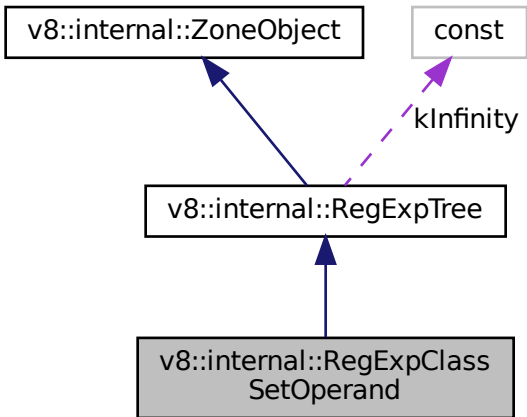 v8::internal::ZoneObject
const
kInfinity
v8::internal::RegExpTree
v8::internal::RegExpClass
SetOperand